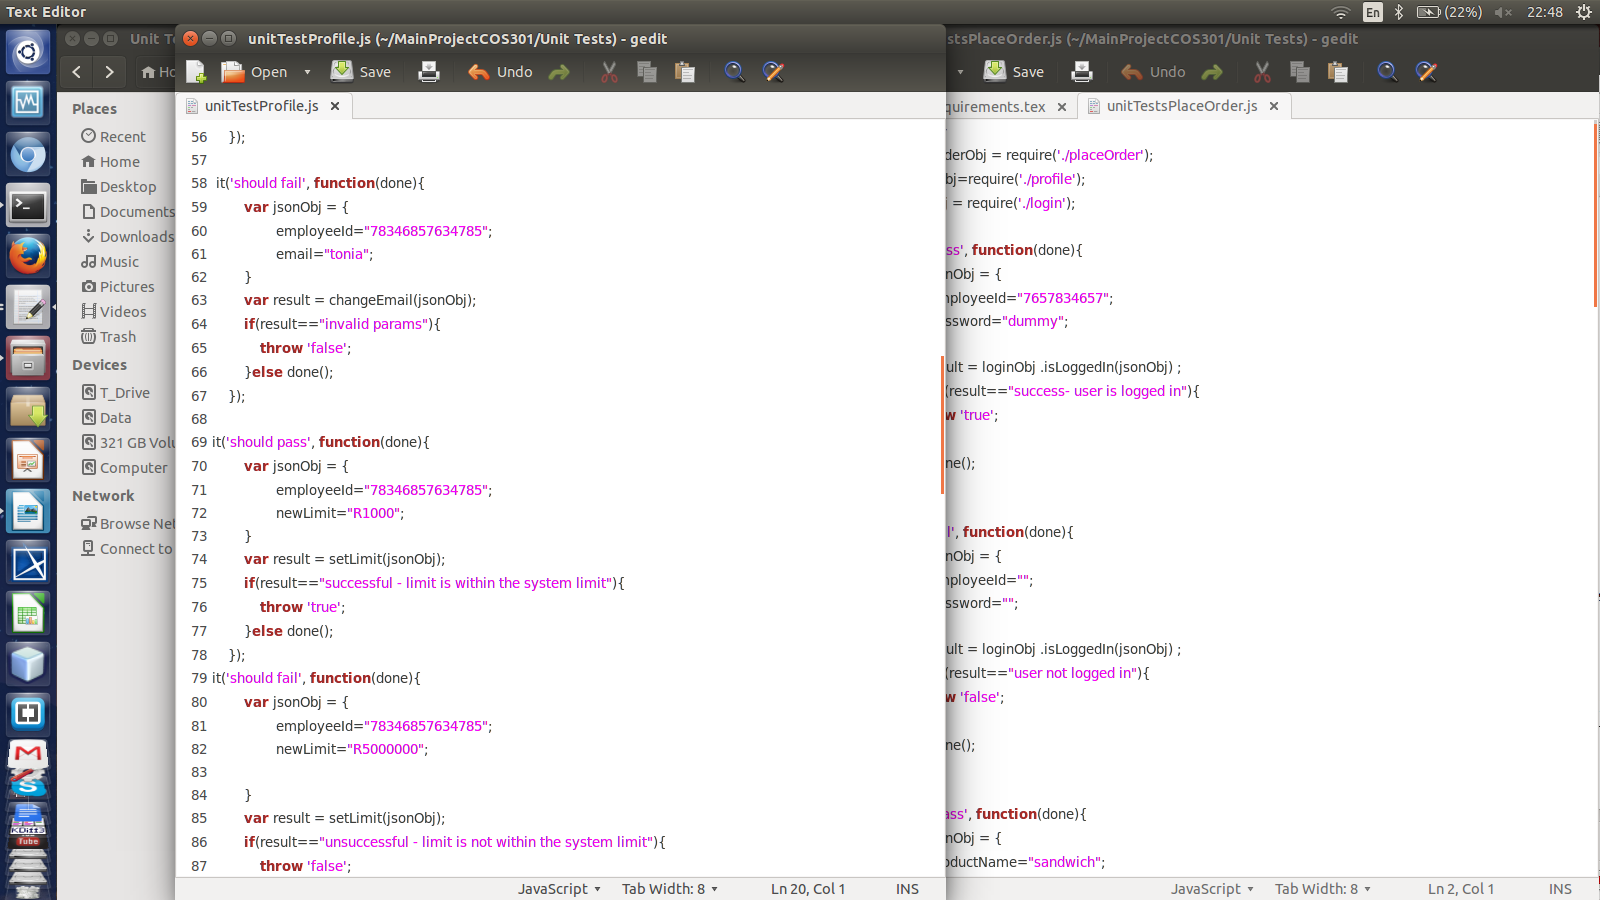 Text Editor
En
(22%)
22:48
Unit T
unitTestProfile.js (~/MainProjectCOS301/Unit Tests) - gedit
stsPlaceOrder.js (~/MainProjectCOS301/Unit Tests) - gedit
Ho
Open
Save
Undo
Save
Undo
unitTestProfile.js ×
quirements.tex ×
unitTestsPlaceOrder.js ×
Places
Recent
Home
Desktop
Documents
Downloads
Music
Pictures
Videos
Trash
Devices
T_Drive
Data
321 GB Volu
Computer
Network
Browse Net
Connect to
56 });
57
58 it('should fail', function(done){
59 var jsonObj = {
60 employeeId="78346857634785";
61 email="tonia";
62 }
63 var result = changeEmail(jsonObj);
64 if(result=="invalid params"){
65 throw 'false';
66 }else done();
67 });
68
69 it('should pass', function(done){
70 var jsonObj = {
71 employeeId="78346857634785";
72 newLimit="R1000";
73 }
74 var result = setLimit(jsonObj);
75 if(result=="successful - limit is within the system limit"){
76 throw 'true';
77 }else done();
78 });
79 it('should fail', function(done){
80 var jsonObj = {
81 employeeId="78346857634785";
82 newLimit="R5000000";
83
84 }
85 var result = setLimit(jsonObj);
86 if(result=="unsuccessful - limit is not within the system limit"){
87 throw 'false';
derObj = require('./placeOrder');
bj=require('./profile');
j = require('./login');
ss', function(done){
nObj = {
nployeeId="7657834657";
ssword="dummy";
ult = loginObj .isLoggedIn(jsonObj) ;
(result=="success- user is logged in"){
w 'true';
ne();
l', function(done){
nObj = {
nployeeId="";
ssword="";
ult = loginObj .isLoggedIn(jsonObj) ;
(result=="user not logged in"){
w 'false';
ne();
ass', function(done){
nObj = {
oductName="sandwich";
JavaScript
Tab Width: 8
Ln 20, Col 1
INS
JavaScript
Tab Width: 8
Ln 2, Col 1
INS
Tube